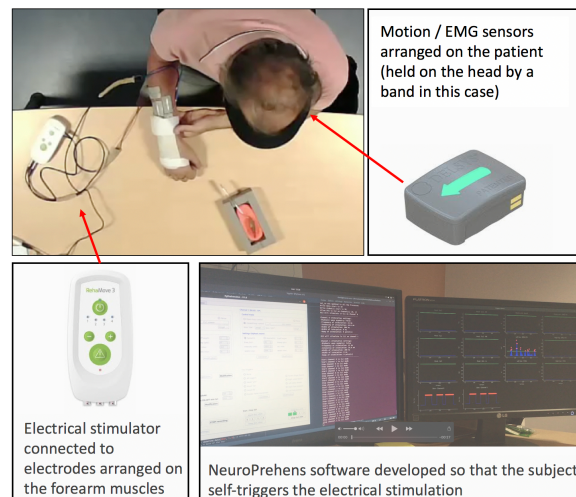 Motion / EMG sensors
arranged on the patient
(held on the head by a
band in this case)
RehaMove 3
Electrical stimulator
connected to
electrodes arranged on
the forearm muscles
LG
NeuroPrehens software developed so that the subject
self-triggers the electrical stimulation